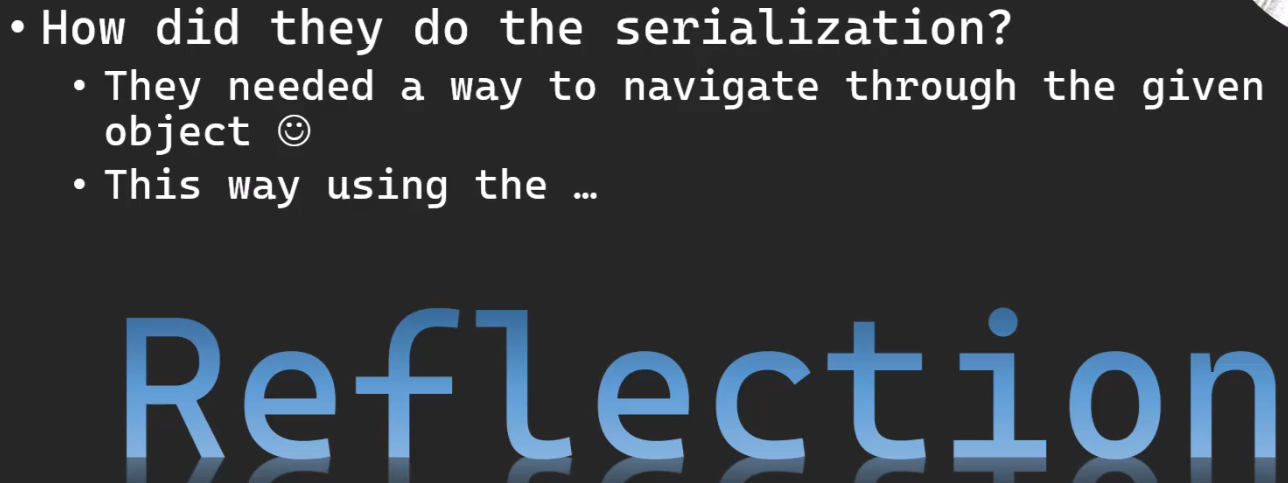 • How did they do the serialization?
• They needed a way to navigate through the given
object ☺
• This way using the …
Reflection